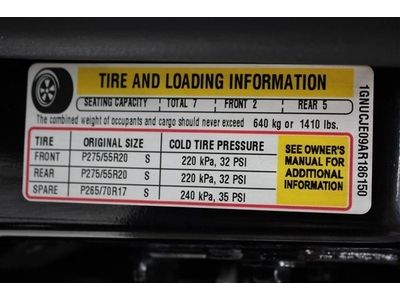 TIRE AND LOADING INFORMATION
SEATING CAPACITY TOTAL 7 FRONT 2 REAR 5
The combined weight of occupants and cargo should never exceed 640 kg or 1410 lbs.
TIRE ORIGINAL SIZE COLD TIRE PRESSURE
FRONT P275/55R20 S 220 kPa, 32 PSI
REAR P275/55R20 S 220 kPa, 32 PSI
SPARE P265/70R17 S 240 kPa, 35 PSI
SEE OWNER'S
MANUAL FOR
ADDITIONAL
INFORMATION
1GNUCJE09AR186150